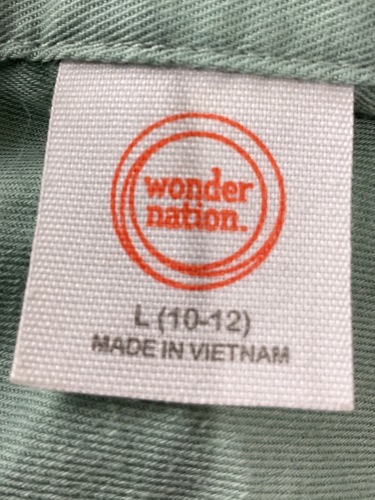 wonder
nation.
L (10-12)
MADE IN VIETNAM